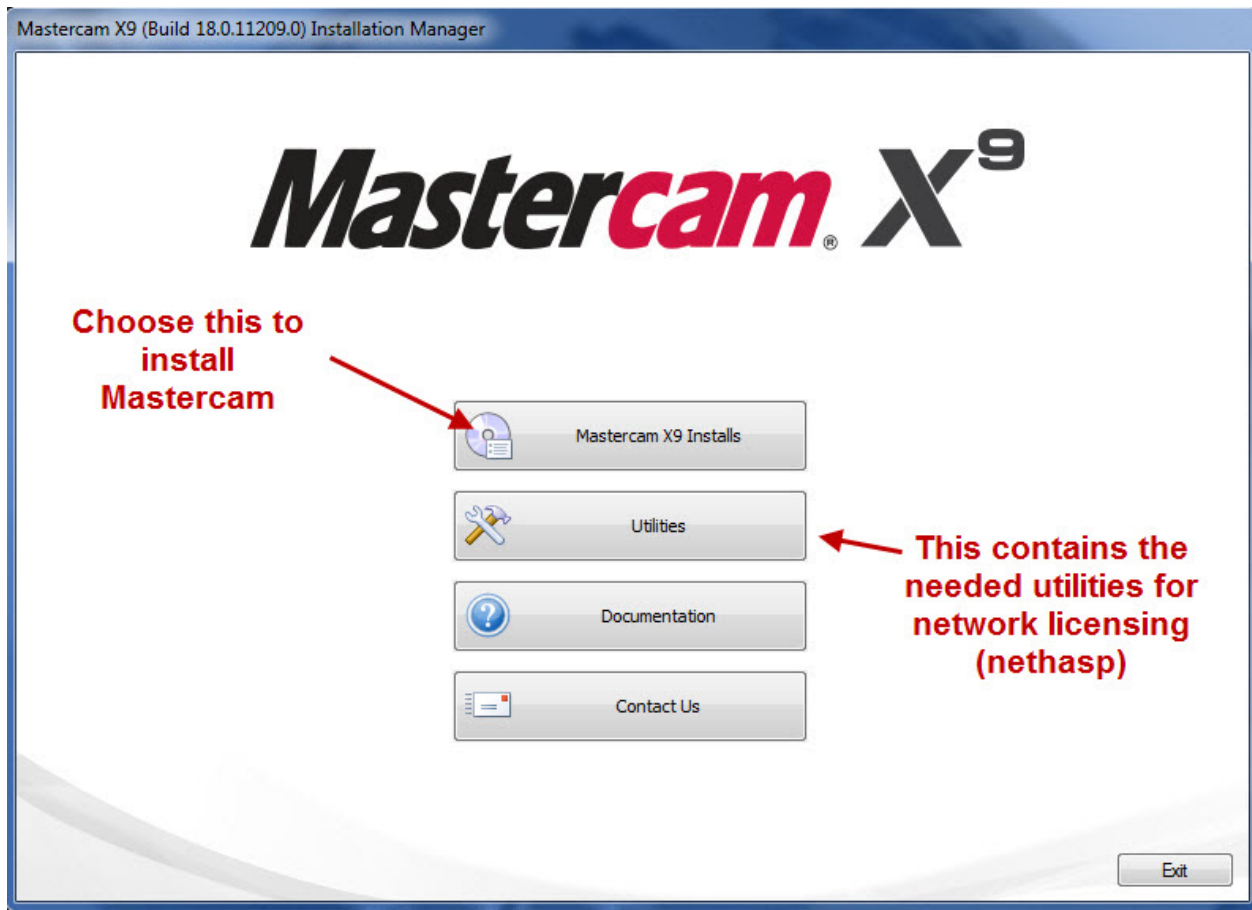 Mastercam X9 (Build 18.0.11209.0) Installation Manager
Mastercam® X9
Choose this to
install
Mastercam
Mastercam X9 Installs
Utilities
This contains the
needed utilities for
network licensing
(nethasp)
Documentation
Contact Us
Exit